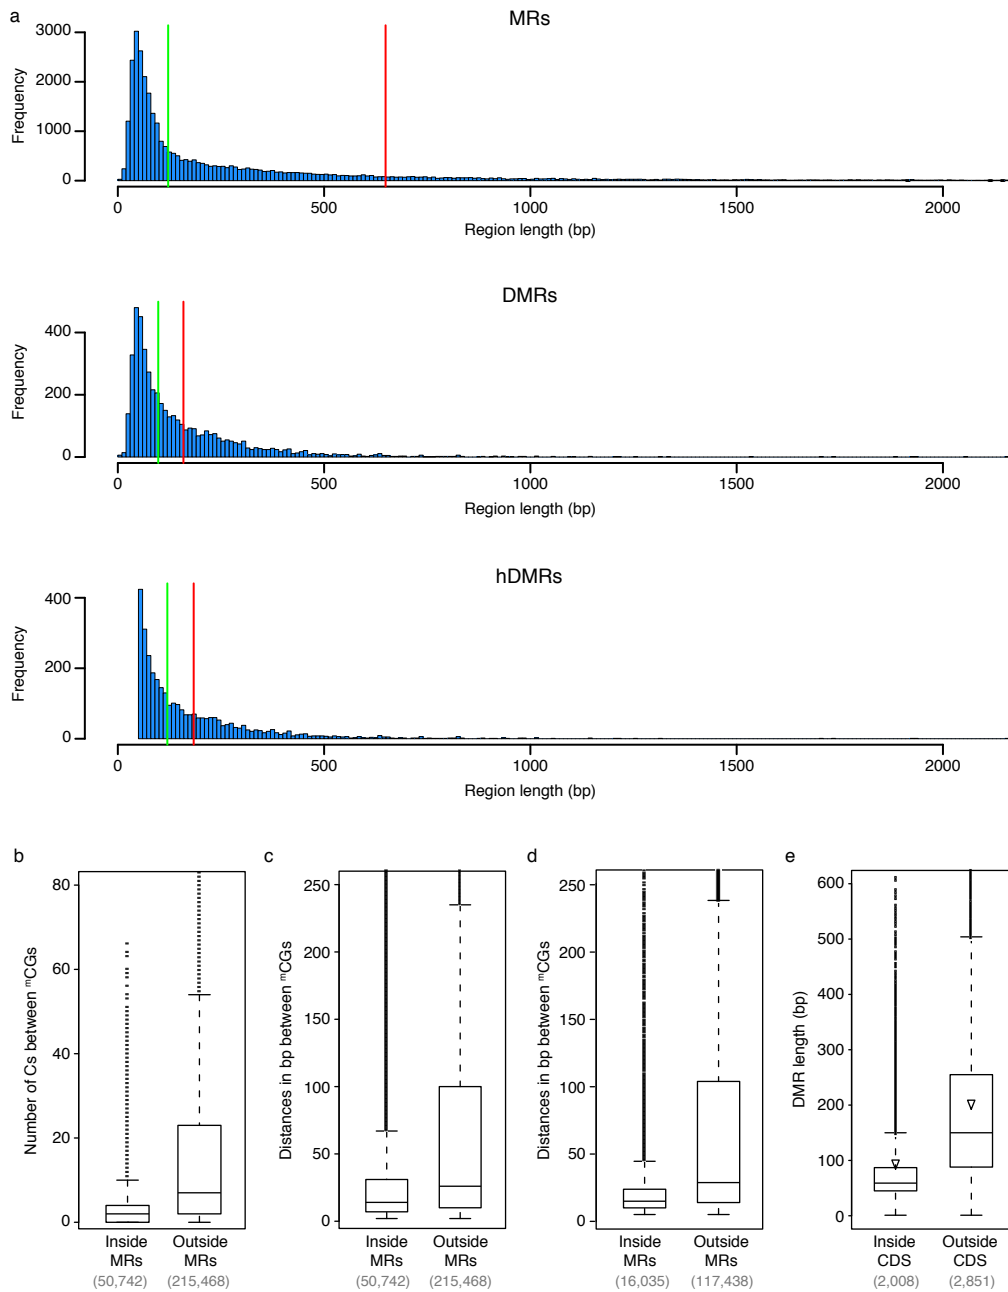 a
MRs
Frequency
3000
2000
1000
0
0 500 1000 1500 2000
Region length (bp)
DMRs
Frequency
400
200
0
0 500 1000 1500 2000
Region length (bp)
hDMRs
Frequency
400
200
0
0 500 1000 1500 2000
Region length (bp)
b
Number of Cs between ᵐCGs
80
60
40
20
0
Inside MRs
(50,742)
Outside MRs
(215,468)
c
Distances in bp between ᵐCGs
250
200
150
100
50
0
Inside MRs
(50,742)
Outside MRs
(215,468)
d
Distances in bp between ᵐCGs
250
200
150
100
50
0
Inside MRs
(16,035)
Outside MRs
(117,438)
e
DMR length (bp)
600
500
400
300
200
100
0
Inside CDS
(2,008)
Outside CDS
(2,851)